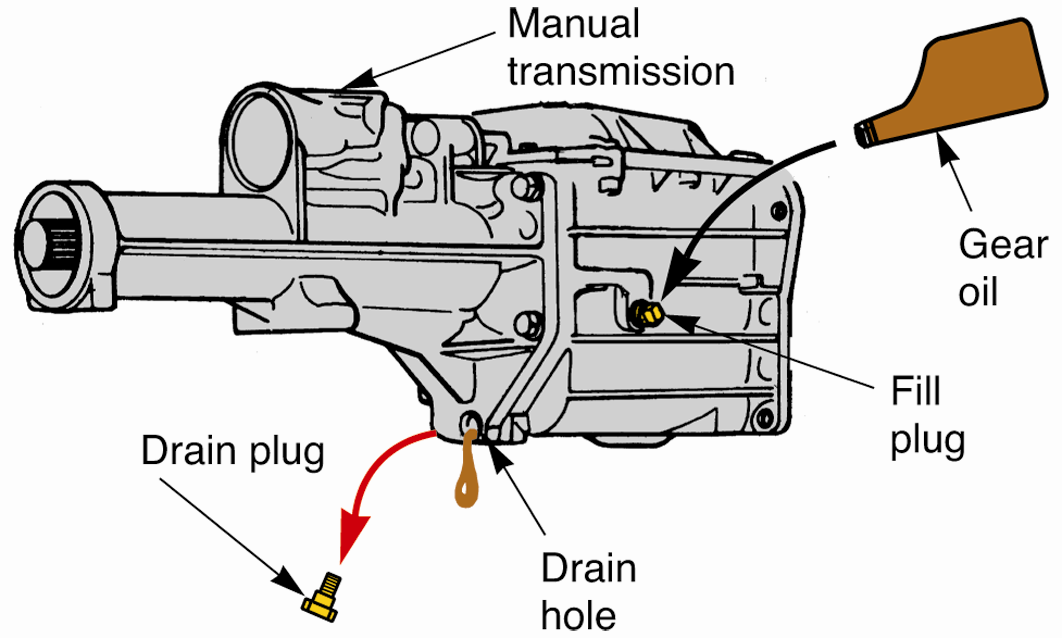 Manual
transmission
Gear
oil
Fill
plug
Drain plug
Drain
hole